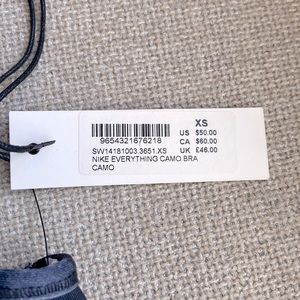 XS
9654321676218
US $50.00
CA $60.00
SW14181003.3651.XS
UK £46.00
NIKE EVERYTHING CAMO BRA
CAMO